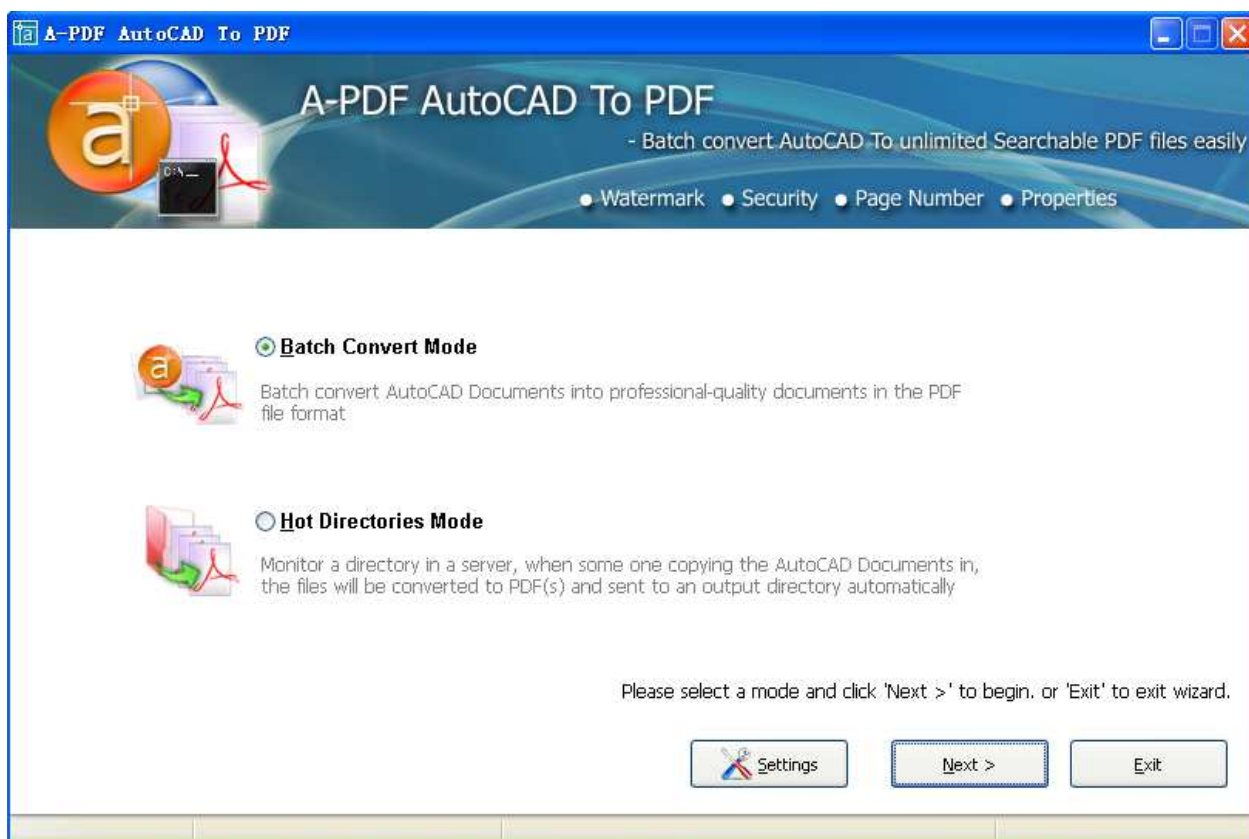 A-PDF AutoCAD To PDF
A-PDF AutoCAD To PDF
- Batch convert AutoCAD To unlimited Searchable PDF files easily
● Watermark ● Security ● Page Number ● Properties
a
C:\_
Batch Convert Mode
a
Batch convert AutoCAD Documents into professional-quality documents in the PDF
file format
Hot Directories Mode
Monitor a directory in a server, when some one copying the AutoCAD Documents in,
the files will be converted to PDF(s) and sent to an output directory automatically
Please select a mode and click 'Next >' to begin. or 'Exit' to exit wizard.
Settings
Next >
Exit